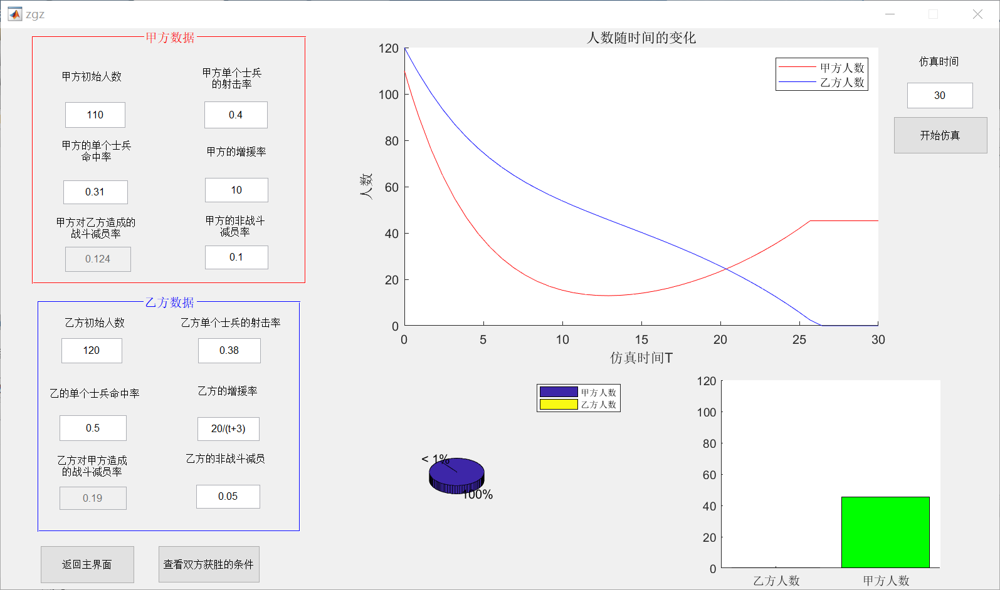 zgz
甲方数据
甲方初始人数
甲方单个士兵
的射击率
110
0.4
甲方的单个士兵
命中率
甲方的增援率
0.31
10
甲方对乙方造成的
战斗减员率
甲方的非战斗
减员率
0.124
0.1
乙方数据
乙方初始人数
乙方单个士兵的射击率
120
0.38
乙的单个士兵命中率
乙方的增援率
0.5
20/(t+3)
乙方对甲方造成
的战斗减员率
乙方的非战斗减员
0.19
0.05
返回主界面
查看双方获胜的条件
人数随时间的变化
120
100
80
60
40
20
0
人数
0
5
10
15
20
25
30
仿真时间T
甲方人数
乙方人数
仿真时间
30
开始仿真
甲方人数
乙方人数
< 1%
100%
120
100
80
60
40
20
0
乙方人数
甲方人数